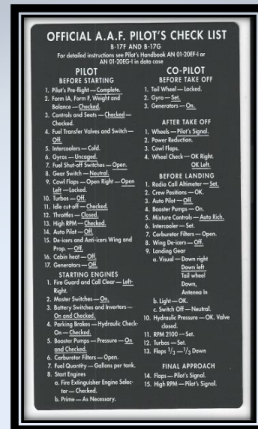 OFFICIAL A.A.F. PILOT'S CHECK LIST
B-17F AND B-17G
For detailed instructions see Pilot's Handbook AN 01-20EF-1 or
AN 01-20EG-1 in data case
PILOT
BEFORE STARTING
1. Pilot's Pre-flight — Complete.
2. Form 1A, Form F, Weight and
Balance — Checked.
3. Controls and Seats — Checked —
Checked.
4. Fuel Transfer Valves and Switch —
Off.
5. Intercoolers — Cold.
6. Gyros — Uncaged.
7. Fuel Shut-off Switches — Open.
8. Gear Switch — Neutral.
9. Cowl Flaps — Open Right — Open
Left — Locked.
10. Turbos — Off.
11. Idle cut-off — Checked.
12. Throttles — Closed.
13. High RPM — Checked.
14. Auto Pilot — Off.
15. De-icers and Anti-icers Wing and
Prop. — Off.
16. Cabin heat — Off.
17. Generators — Off.
STARTING ENGINES
1. Fire Guard and Call Clear — Left-
Right.
2. Master Switches — On.
3. Battery Switches and Invertors —
On and Checked.
4. Parking Brakes — Hydraulic Check-
On — Checked.
5. Booster Pumps — Pressure — On
and Checked.
6. Carburetor Filters — Open.
7. Fuel Quantity — Gallons per tank.
8. Start Engines
a. Fire Extinguisher Engine Selec-
tor — Checked.
b. Prime — As Necessary.
CO-PILOT
BEFORE TAKE OFF
1. Tail Wheel — Locked.
2. Gyro — Set.
3. Generators — On.
AFTER TAKE OFF
1. Wheels — Pilot's Signal.
2. Power Reduction.
3. Cowl Flaps.
4. Wheel Check — OK Right.
OK Left.
BEFORE LANDING
1. Radio Call Altimeter — Set.
2. Crew Positions — OK.
3. Auto Pilot — Off.
4. Booster Pumps — On.
5. Mixture Controls — Auto Rich.
6. Intercooler — Set.
7. Carburetor Filters — Open.
8. Wing De-icers — Off.
9. Landing Gear
a. Visual — Down right
Down left
Tail wheel
Down,
Antenna In
b. Light — OK.
c. Switch Off — Neutral.
10. Hydraulic Pressure — OK. Valve
closed.
11. RPM 2100 — Set.
12. Turbos — Set.
13. Flaps 1/3 — 1/3 Down
FINAL APPROACH
14. Flaps — Pilot's Signal.
15. High RPM — Pilot's Signal.